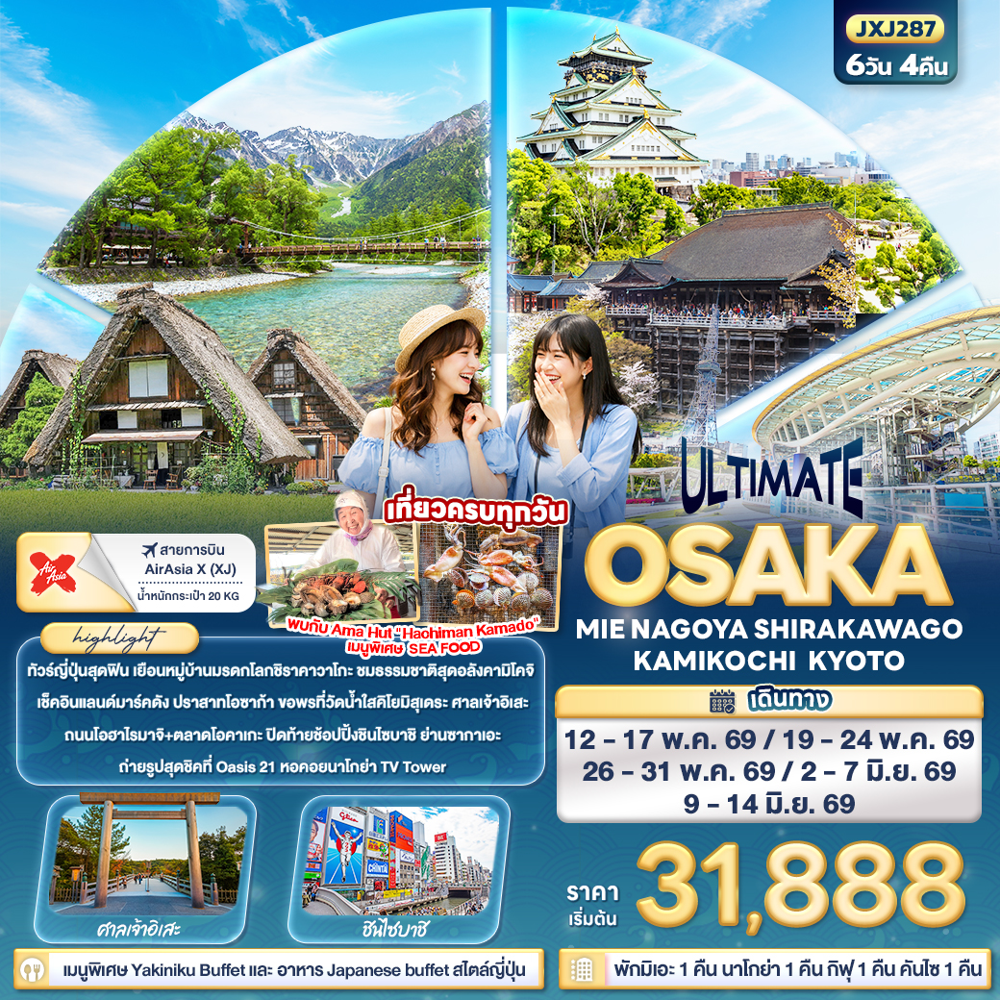 JXJ287
6วัน 4คืน
ULTIMATE
OSAKA
MIE NAGOYA SHIRAKAWAGO
KAMIKOCHI KYOTO
เที่ยวครบทุกวัน
พบกับ Ama Hut "Haohiman Kamado"
เมนูพิเศษ SEA FOOD
Air
Asia
X
สายการบิน
AirAsia X (XJ)
น้ำหนักกระเป๋า 20 KG
highlight
ทัวร์ญี่ปุ่นสุดฟิน เยือนหมู่บ้านมรดกโลกชิราคาวาโกะ ชมธรรมชาติสุดอลังคามิโคจิ
เช็คอินแลนด์มาร์คดัง ปราสาทโอซาก้า ขอพรที่วัดน้ำใสคิโยมิสุเดระ ศาลเจ้าอิเสะ
ถนนโอฮาไรมาจิ+ตลาดโอคาเกะ ปิดท้ายช้อปปิ้งชินไซบาชิ ย่านซากาเอะ
ถ่ายรูปสุดชิคที่ Oasis 21 หอคอยนาโกย่า TV Tower
เดินทาง
12 - 17 พ.ค. 69 / 19 - 24 พ.ค. 69
26 - 31 พ.ค. 69 / 2 - 7 มิ.ย. 69
9 - 14 มิ.ย. 69
ศาลเจ้าอิเสะ
Glico
CHINTAI
ชินไซบาชิ
ราคา
เริ่มต้น
31,888
เมนูพิเศษ Yakiniku Buffet และ อาหาร Japanese buffet สไตล์ญี่ปุ่น
พักมิเอะ 1 คืน นาโกย่า 1 คืน กิฟุ 1 คืน คันไซ 1 คืน